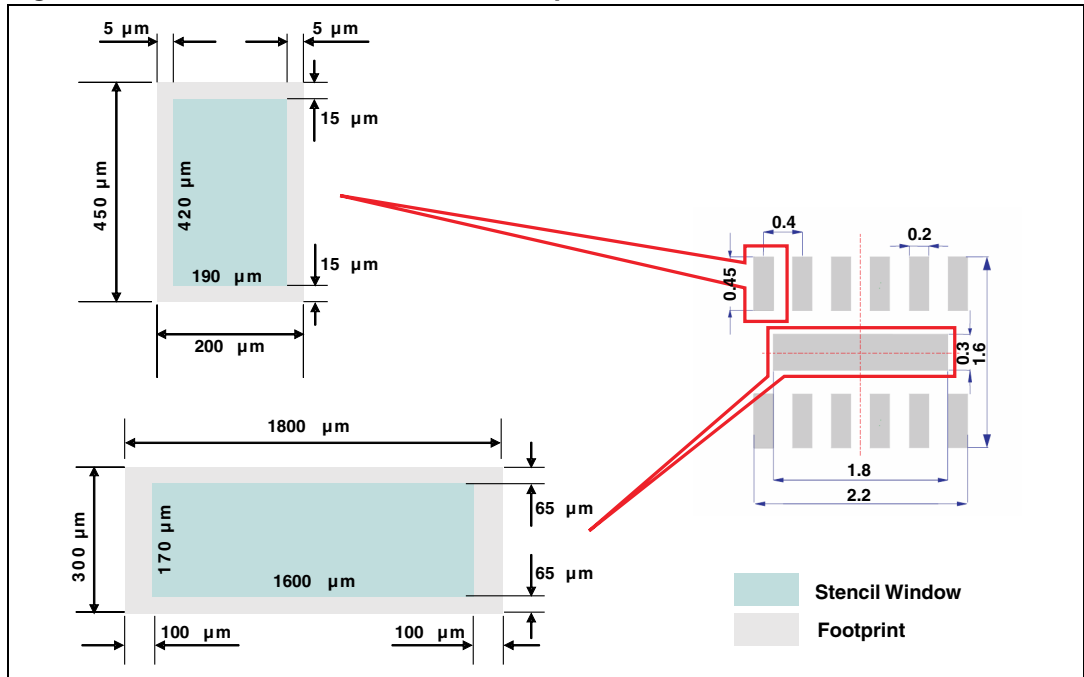 5 µm
5 µm
15 µm
450 µm
420 µm
190 µm
15 µm
200 µm
0.4
0.2
0.45
0.3
1.6
1.8
2.2
1800 µm
65 µm
300 µm
170 µm
1600 µm
65 µm
100 µm
100 µm
Stencil Window
Footprint